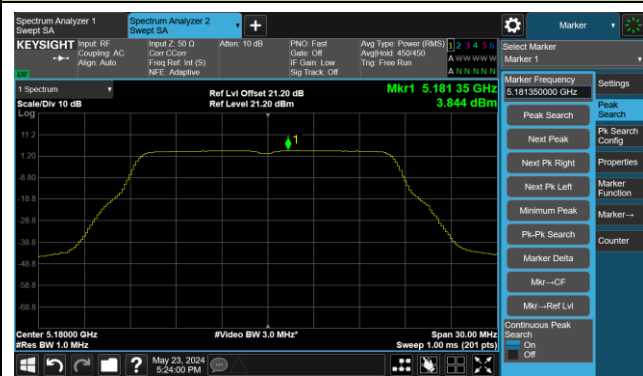 Spectrum Analyzer 1
Swept SA
Spectrum Analyzer 2
Swept SA
+
Marker
KEYSIGHT
Input: RF
Coupling: AC
Align: Auto
Input Z: 50 Ω
Corr CCorr
Freq Ref: Int (S)
NFE: Adaptive
Atten: 10 dB
PNO: Fast
Gate: Off
IF Gain: Low
Sig Track: Off
Avg Type: Power (RMS)
Avg|Hold: 450/450
Trig: Free Run
1 2 3 4 5 6
A W W W W W
A N N N N N
Select Marker
Marker 1
1 Spectrum
Scale/Div 10 dB
Log
Ref Lvl Offset 21.20 dB
Ref Level 21.20 dBm
Mkr1 5.181 35 GHz
3.844 dBm
11.2
1.20
-8.80
-18.8
-28.8
-38.8
-48.8
-58.8
-68.8
1
Center 5.18000 GHz
#Res BW 1.0 MHz
#Video BW 3.0 MHz*
Span 30.00 MHz
Sweep 1.00 ms (201 pts)
Marker Frequency
5.181350000 GHz
Peak Search
Next Peak
Next Pk Right
Next Pk Left
Minimum Peak
Pk-Pk Search
Marker Delta
Mkr→CF
Mkr→Ref Lvl
Continuous Peak
Search
On
Off
Settings
Peak
Search
Pk Search
Config
Properties
Marker
Function
Marker→
Counter
?
May 23, 2024
5:24:00 PM